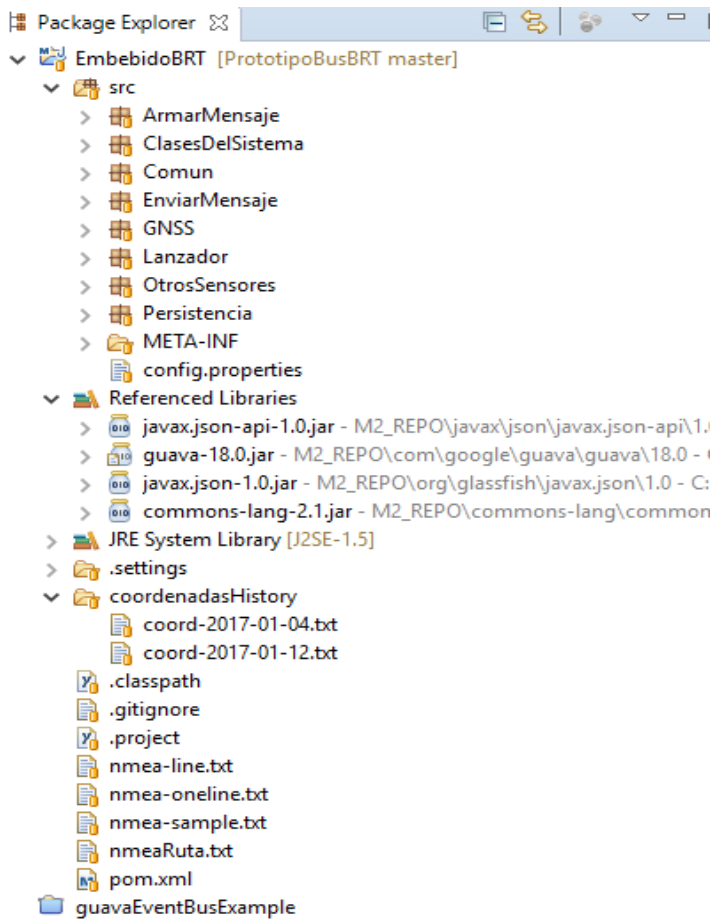 Package Explorer
EmbebidoBRT [PrototipoBusBRT master]
src
ArmarMensaje
ClasesDelSistema
Comun
EnviarMensaje
GNSS
Lanzador
OtrosSensores
Persistencia
META-INF
config.properties
Referenced Libraries
javax.json-api-1.0.jar - M2_REPO\javax\json\javax.json-api\1.
guava-18.0.jar - M2_REPO\com\google\guava\guava\18.0 -
javax.json-1.0.jar - M2_REPO\org\glassfish\javax.json\1.0 - C:
commons-lang-2.1.jar - M2_REPO\commons-lang\common
JRE System Library [J2SE-1.5]
.settings
coordenadasHistory
coord-2017-01-04.txt
coord-2017-01-12.txt
.classpath
.gitignore
.project
nmea-line.txt
nmea-oneline.txt
nmea-sample.txt
nmeaRuta.txt
pom.xml
guavaEventBusExample